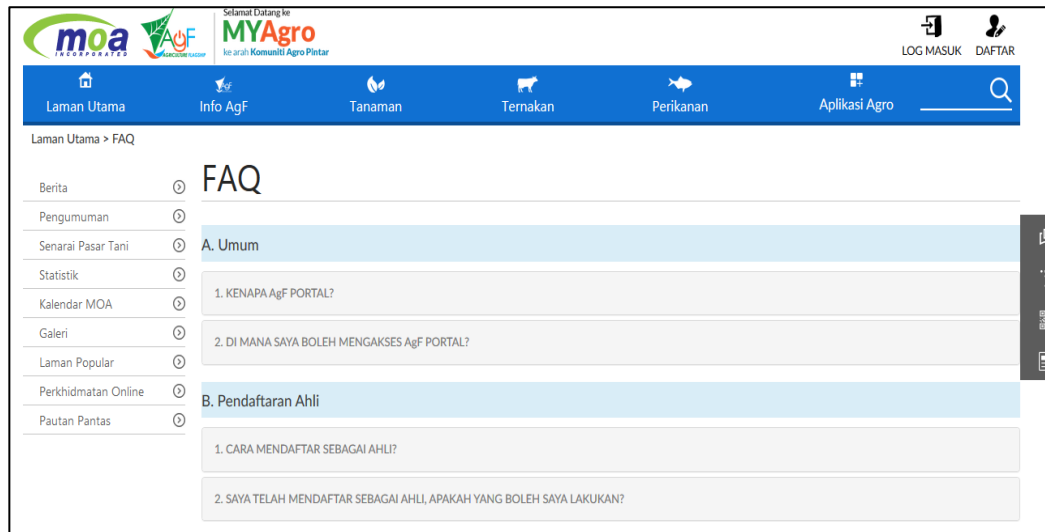 moa
INCORPORATED
AgF
AGRICULTURE FLAGSHIP
Selamat Datang ke
MYAgro
ke arah Komuniti Agro Pintar
LOG MASUK
DAFTAR
Laman Utama
Info AgF
Tanaman
Ternakan
Perikanan
Aplikasi Agro
Laman Utama > FAQ
Berita
Pengumuman
Senarai Pasar Tani
Statistik
Kalendar MOA
Galeri
Laman Popular
Perkhidmatan Online
Pautan Pantas
FAQ
A. Umum
1. KENAPA AgF PORTAL?
2. DI MANA SAYA BOLEH MENGAKSES AgF PORTAL?
B. Pendaftaran Ahli
1. CARA MENDAFTAR SEBAGAI AHLI?
2. SAYA TELAH MENDAFTAR SEBAGAI AHLI, APAKAH YANG BOLEH SAYA LAKUKAN?